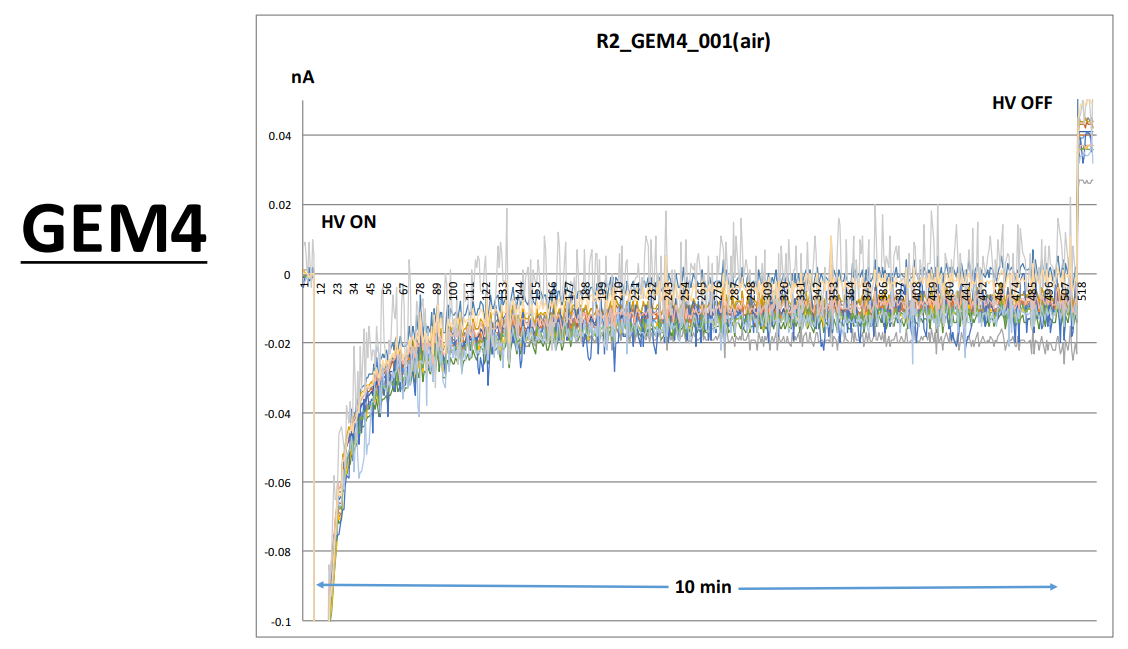 R2_GEM4_001(air)
nA
HV OFF
0.04
GEM4
0.02
HV ON
0
1 12 23 34 45 56 67 78 89 100 111 122 133 144 155 166 177 188 199 210 221 232 243 254 265 276 287 298 309 320 331 342 353 364 375 386 397 408 419 430 441 452 463 474 485 496 507 518
-0.02
-0.04
-0.06
-0.08
10 min
-0.1